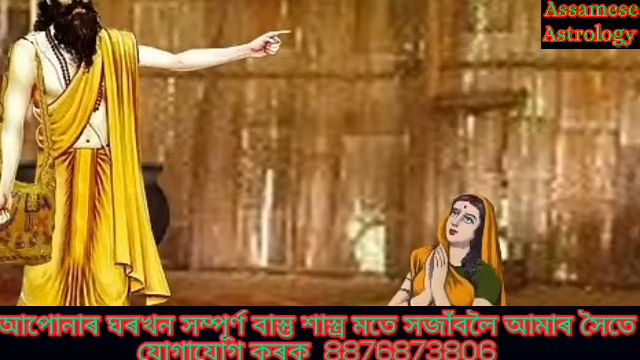 Assamese
Astrology
আপোনাৰ ঘৰখন সম্পূৰ্ণ বাস্তু শাস্ত্ৰ মতে সজাঁবলৈ আমাৰ সৈতে
যোগাযোগ কৰক 8876873806